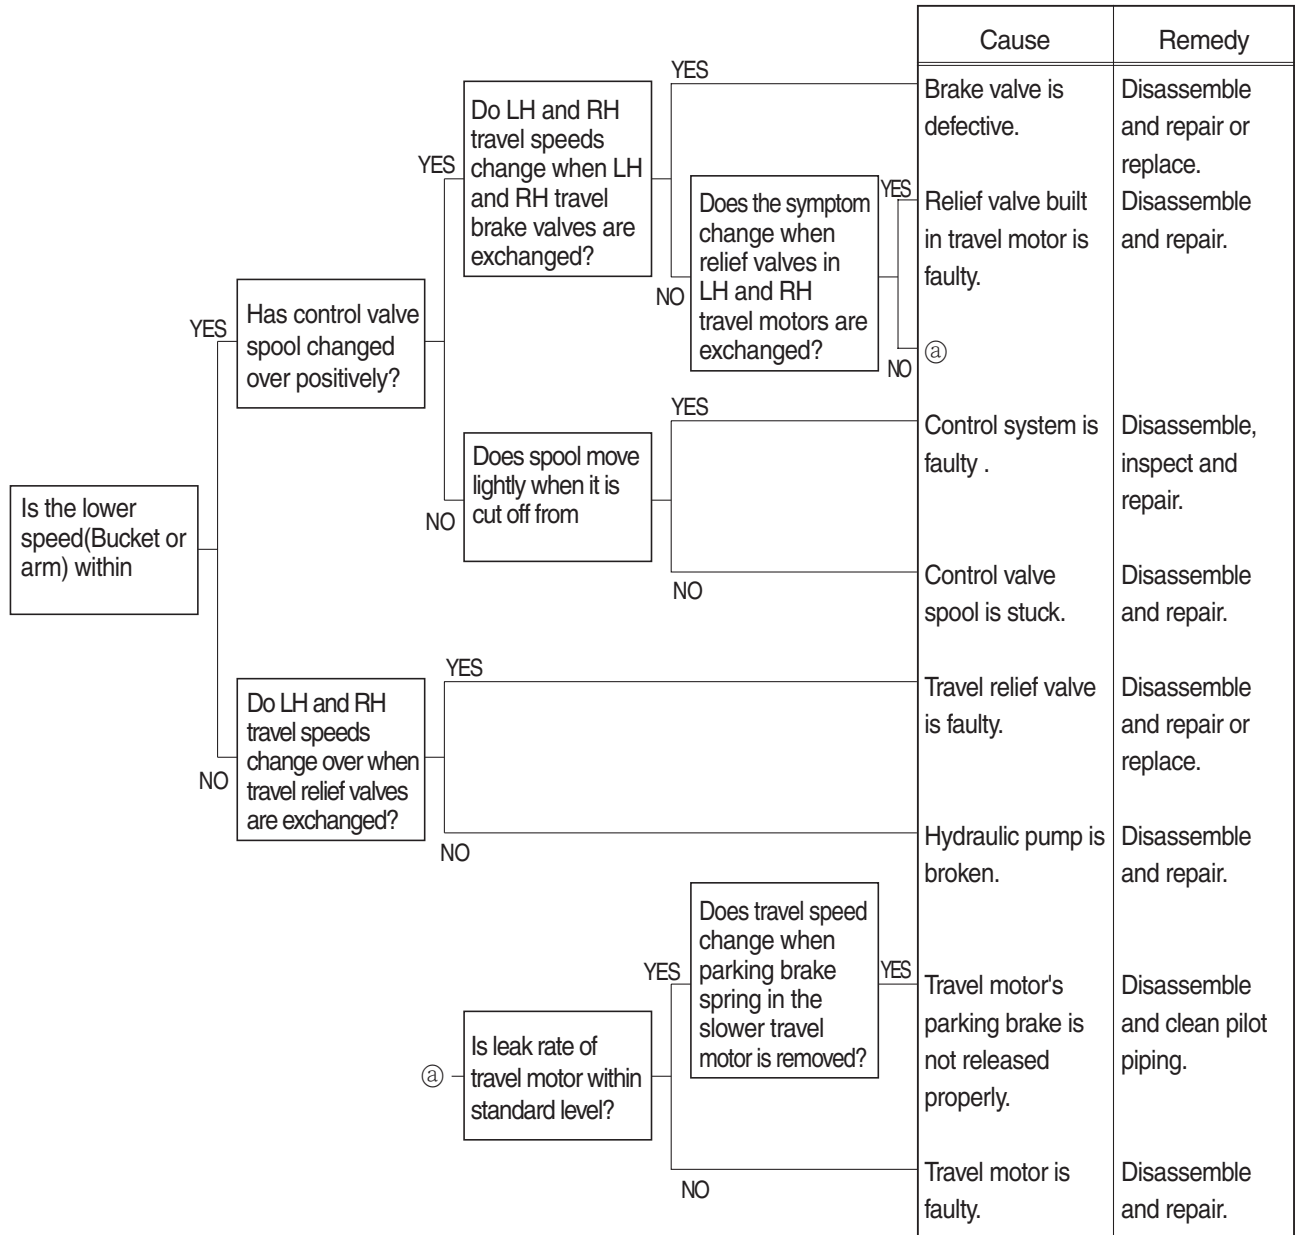 Cause
Remedy
YES
Brake valve is
defective.
Disassemble
and repair or
replace.
Do LH and RH
travel speeds
change when LH
and RH travel
brake valves are
exchanged?
YES
Does the symptom
change when
relief valves in
LH and RH
travel motors are
exchanged?
YES
NO
Relief valve built
in travel motor is
faulty.
Disassemble
and repair.
NO
ⓐ
YES
Has control valve
spool changed
over positively?
YES
Control system is
faulty .
Disassemble,
inspect and
repair.
Does spool move
lightly when it is
cut off from
NO
Is the lower
speed(Bucket or
arm) within
NO
Control valve
spool is stuck.
Disassemble
and repair.
YES
Travel relief valve
is faulty.
Disassemble
and repair or
replace.
Do LH and RH
travel speeds
change over when
travel relief valves
are exchanged?
NO
NO
Hydraulic pump is
broken.
Disassemble
and repair.
Does travel speed
change when
parking brake
spring in the
slower travel
motor is removed?
YES
YES
Travel motor's
parking brake is
not released
properly.
Disassemble
and clean pilot
piping.
ⓐ
Is leak rate of
travel motor within
standard level?
NO
Travel motor is
faulty.
Disassemble
and repair.